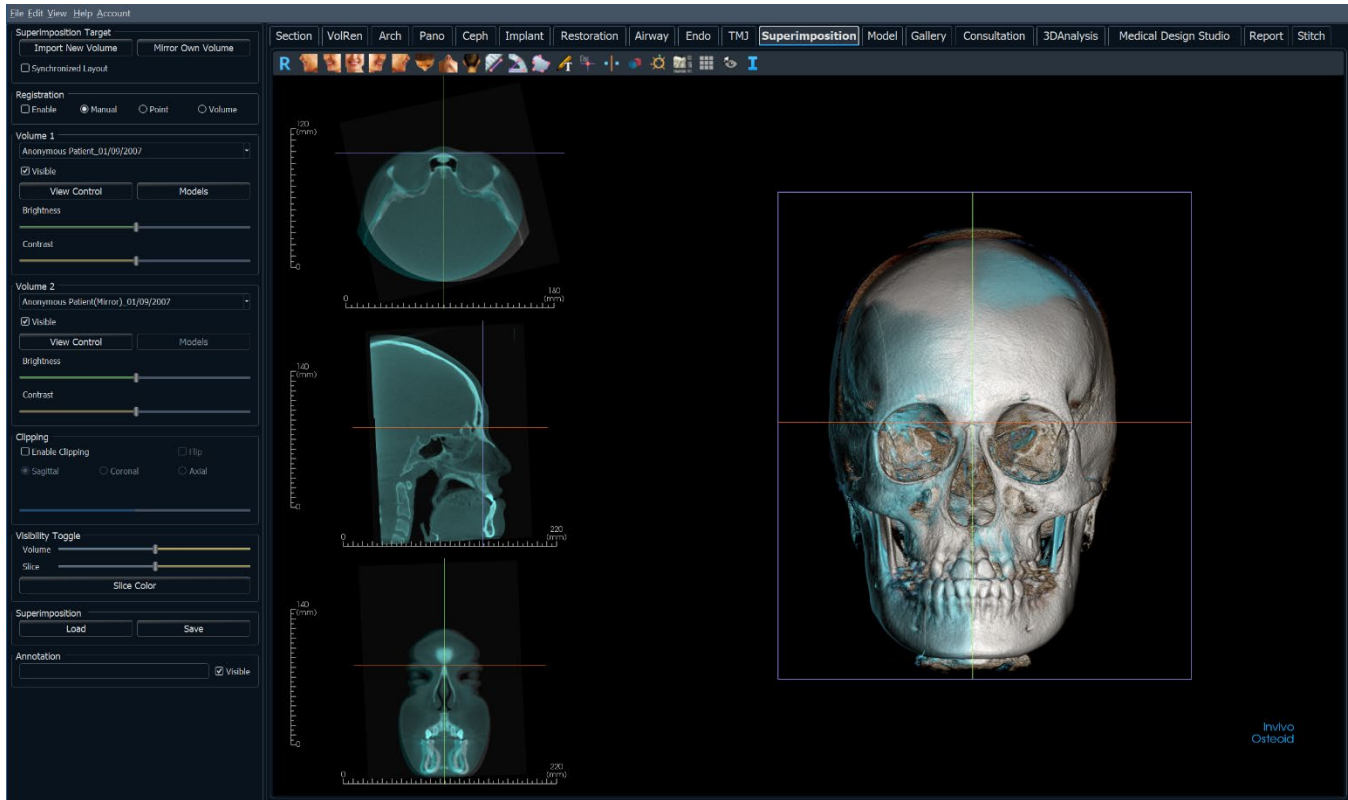 File Edit View Help Account
Superimposition Target
Import New Volume Mirror Own Volume
Synchronized Layout
Registration
Enable Manual Point Volume
Volume 1
Anonymous Patient_01/09/2007
Visible
View Control Models
Brightness
Contrast
Volume 2
Anonymous Patient(Mirror)_01/09/2007
Visible
View Control Models
Brightness
Contrast
Clipping
Enable Clipping Flip
Sagittal Coronal Axial
Visibility Toggle
Volume
Slice
Slice Color
Superimposition
Load Save
Annotation
Visible
Section VolRen Arch Pano Ceph Implant Restoration Airway Endo TMJ Superimposition Model Gallery Consultation 3DAnalysis Medical Design Studio Report Stitch
R T I
120
(mm)
0
0 160
(mm)
140
(mm)
0
0 220
(mm)
140
(mm)
0
0 220
(mm)
Invivo
Osteoid